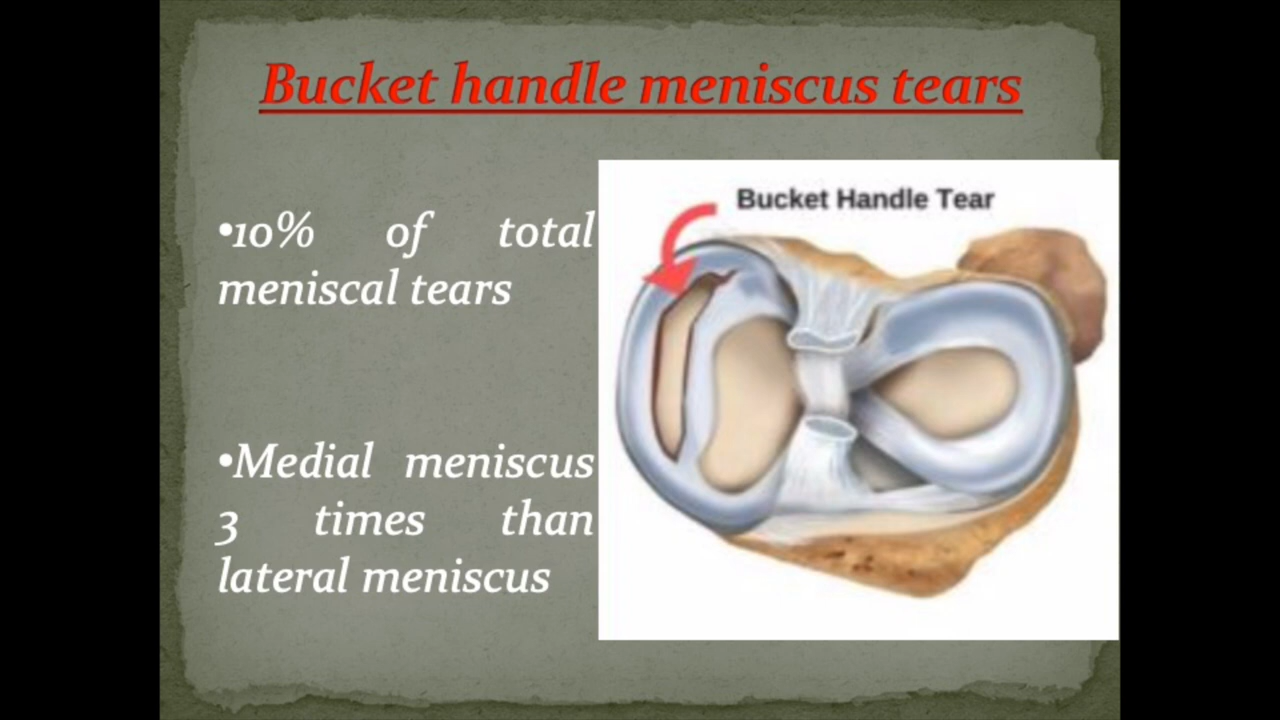 Bucket handle meniscus tears
•10% of total
meniscal tears
•Medial meniscus
3 times than
lateral meniscus
Bucket Handle Tear